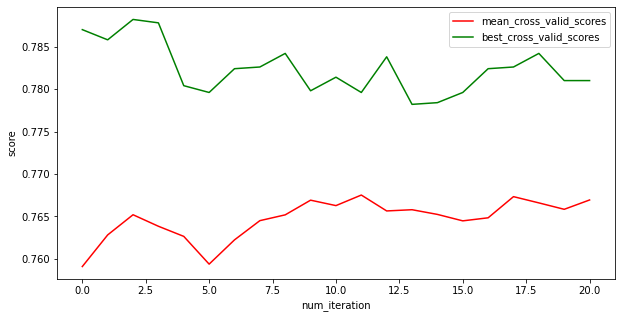 mean_cross_valid_scores
best_cross_valid_scores
score
0.785
0.780
0.775
0.770
0.765
0.760
0.0 2.5 5.0 7.5 10.0 12.5 15.0 17.5 20.0
num_iteration